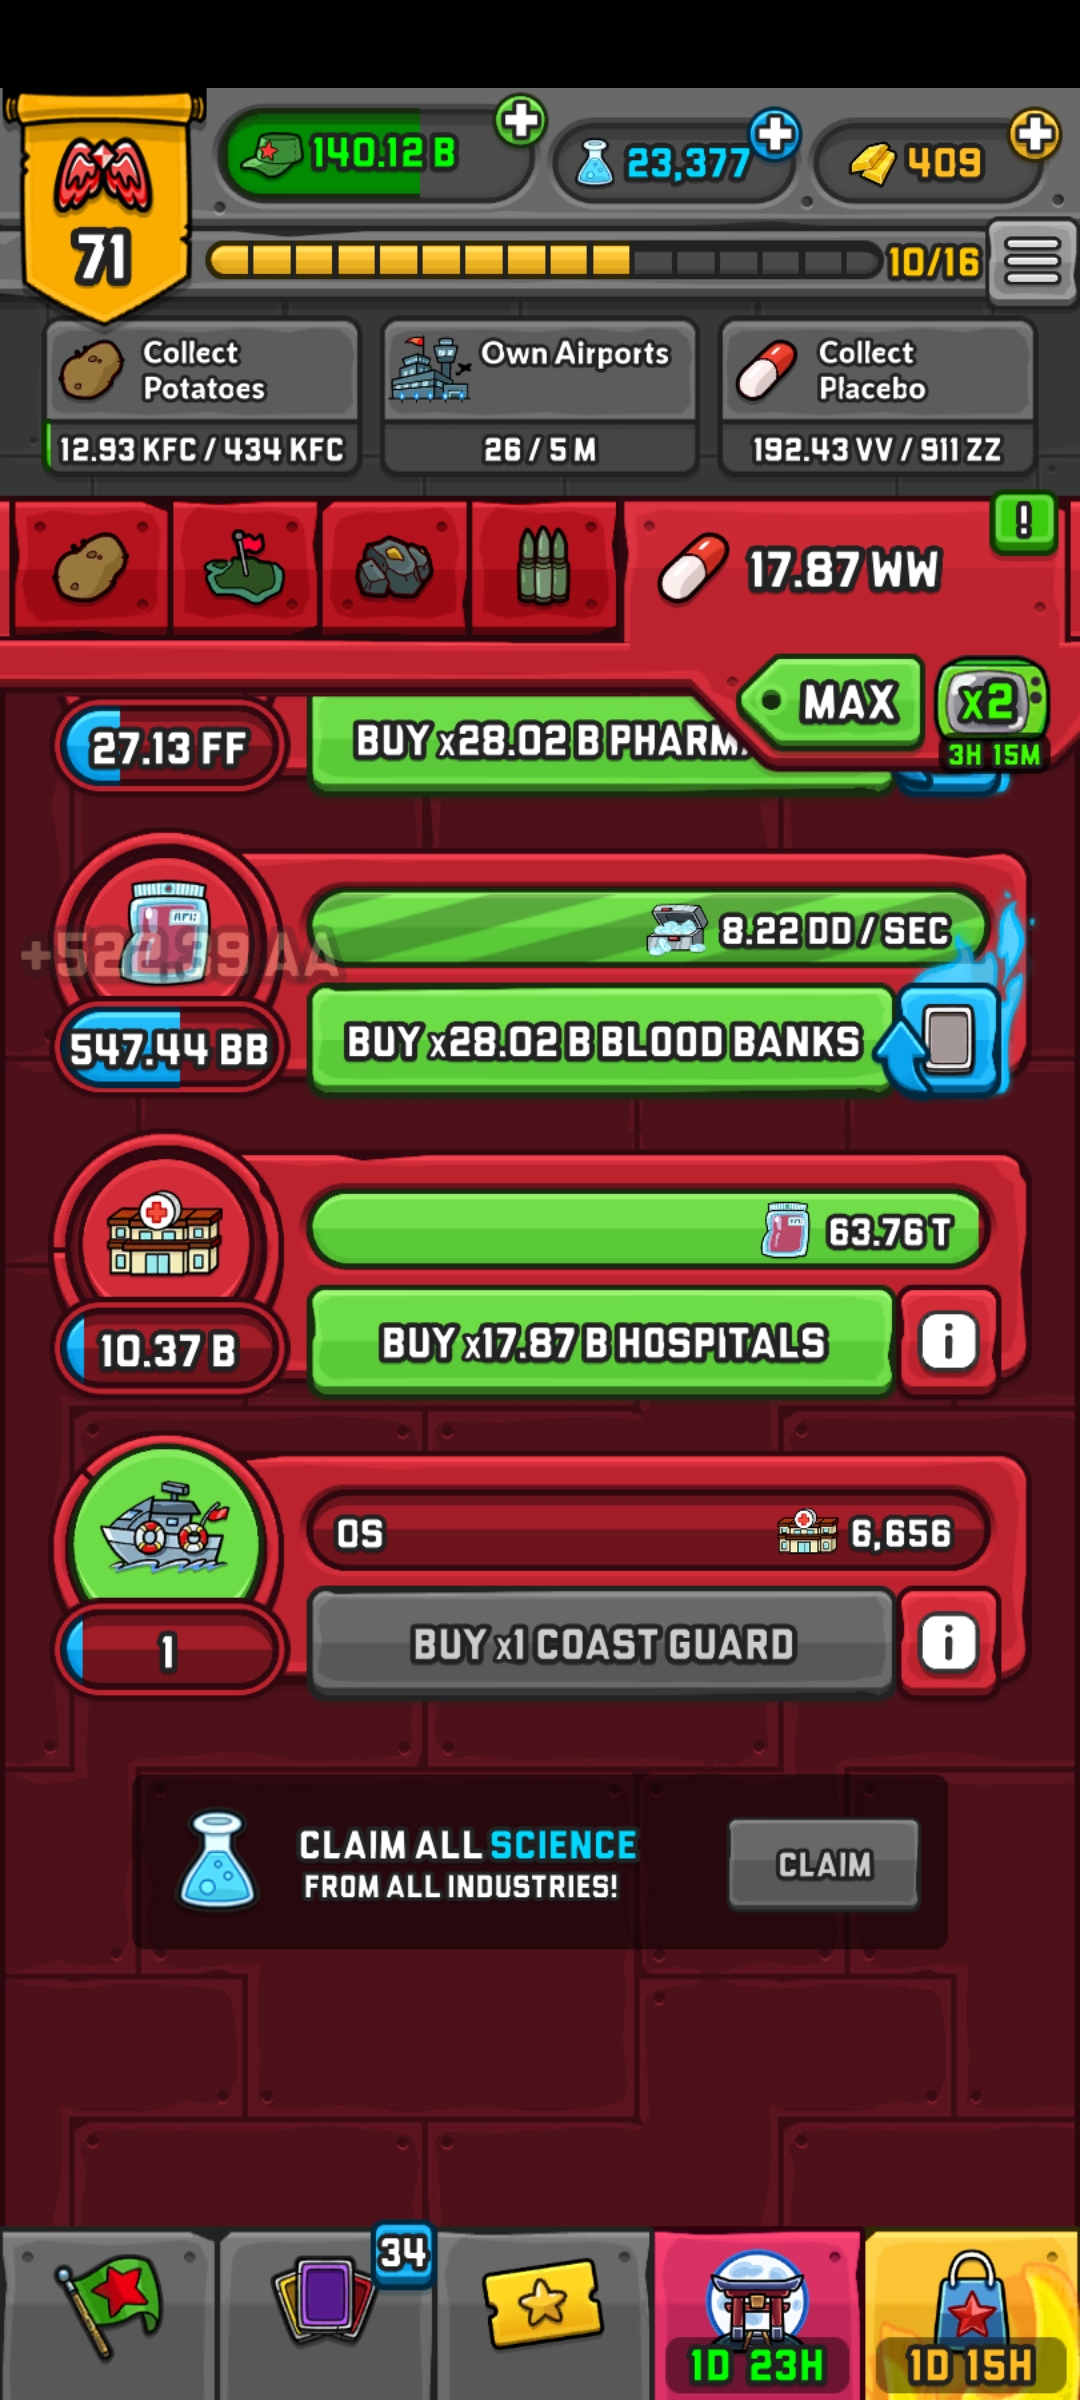 71
140.12 B
23,377
409
10/16
Collect
Potatoes
12.93 KFC / 434 KFC
Own Airports
26 / 5 M
Collect
Placebo
192.43 VV / 911 ZZ
!
17.87 WW
MAX
x2
3H 15M
27.13 FF
BUY x28.02 B PHARM
8.22 DD / SEC
+522.39 AA
547.44 BB
BUY x28.02 B BLOOD BANKS
63.76 T
10.37 B
BUY x17.87 B HOSPITALS
i
0S
6,656
1
BUY x1 COAST GUARD
i
CLAIM ALL SCIENCE
FROM ALL INDUSTRIES!
CLAIM
34
1D 23H
1D 15H